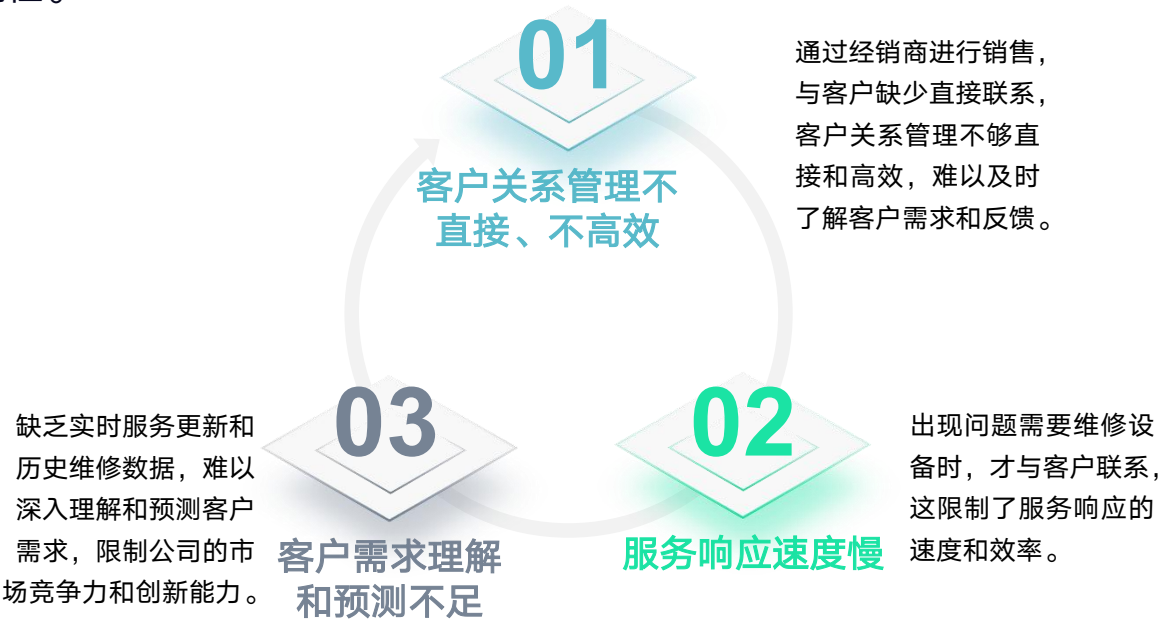 01
客户关系管理不
直接、不高效
通过经销商进行销售，
与客户缺少直接联系，
客户关系管理不够直
接和高效，难以及时
了解客户需求和反馈。
02
服务响应速度慢
出现问题需要维修设
备时，才与客户联系，
这限制了服务响应的
速度和效率。
03
客户需求理解
和预测不足
缺乏实时服务更新和
历史维修数据，难以
深入理解和预测客户
需求，限制公司的市
场竞争力和创新能力。